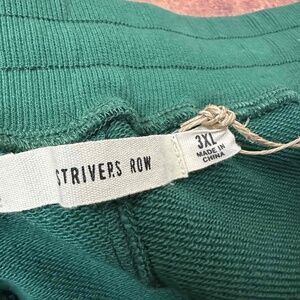 STRIVERS ROW
3XL
MADE IN
CHINA